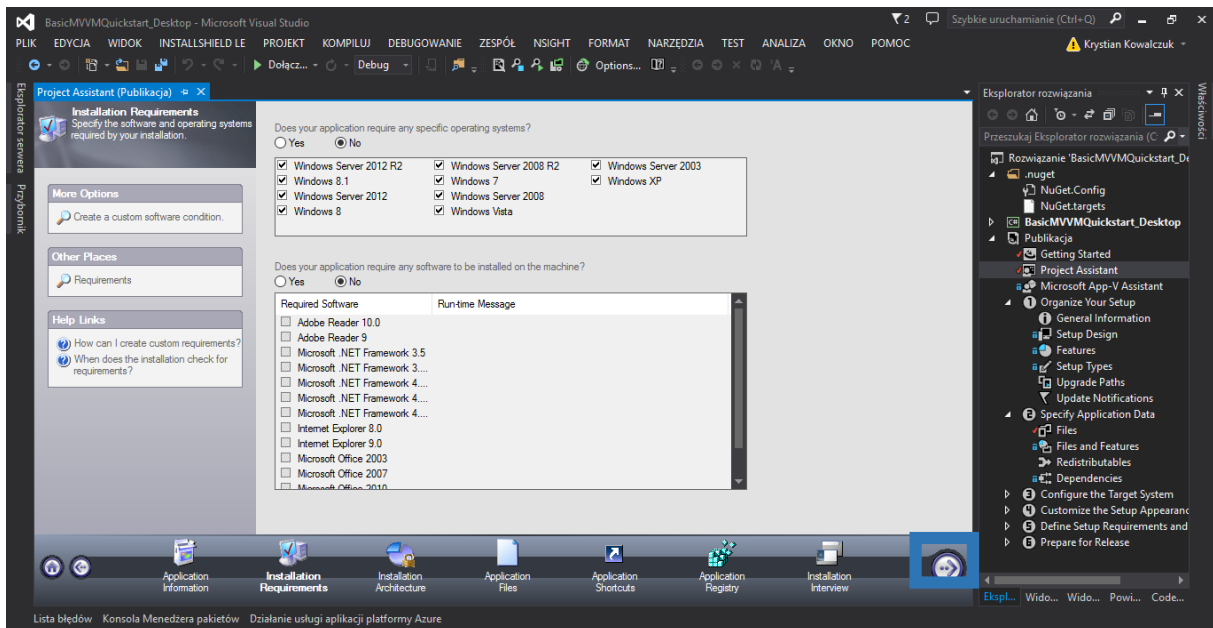 BasicMVVMQuickstart_Desktop - Microsoft Visual Studio
2
Szybkie uruchamianie (Ctrl+Q)
PLIK EDYCJA WIDOK INSTALLSHIELD LE PROJEKT KOMPILUJ DEBUGOWANIE ZESPÓŁ NSIGHT FORMAT NARZĘDZIA TEST ANALIZA OKNO POMOC
Krystian Kowalczuk
Dołącz... Debug Options...
Eksplorator serwera
Przybornik
Project Assistant (Publikacja)
Installation Requirements
Specify the software and operating systems
required by your installation.
More Options
Create a custom software condition.
Other Places
Requirements
Help Links
How can I create custom requirements?
When does the installation check for
requirements?
Does your application require any specific operating systems?
Yes No
Windows Server 2012 R2 Windows Server 2008 R2 Windows Server 2003
Windows 8.1 Windows 7 Windows XP
Windows Server 2012 Windows Server 2008
Windows 8 Windows Vista
Does your application require any software to be installed on the machine?
Yes No
Required Software Run-time Message
Adobe Reader 10.0
Adobe Reader 9
Microsoft .NET Framework 3.5
Microsoft .NET Framework 3....
Microsoft .NET Framework 4....
Microsoft .NET Framework 4....
Microsoft .NET Framework 4....
Internet Explorer 8.0
Internet Explorer 9.0
Microsoft Office 2003
Microsoft Office 2007
Microsoft Office 2010
Application
Information
Installation
Requirements
Installation
Architecture
Application
Files
Application
Shortcuts
Application
Registry
Installation
Interview
Eksplorator rozwiązania
Przeszukaj Eksplorator rozwiązania (C
Rozwiązanie 'BasicMVVMQuickstart_De
.nuget
NuGet.Config
NuGet.targets
BasicMVVMQuickstart_Desktop
Publikacja
Getting Started
Project Assistant
Microsoft App-V Assistant
1 Organize Your Setup
General Information
Setup Design
Features
Setup Types
Upgrade Paths
Update Notifications
2 Specify Application Data
Files
Files and Features
Redistributables
Dependencies
3 Configure the Target System
4 Customize the Setup Appearanc
5 Define Setup Requirements and
6 Prepare for Release
Ekspl... Wido... Wido... Powi... Code...
Właściwości
Lista błędów Konsola Menedżera pakietów Działanie usługi aplikacji platformy Azure